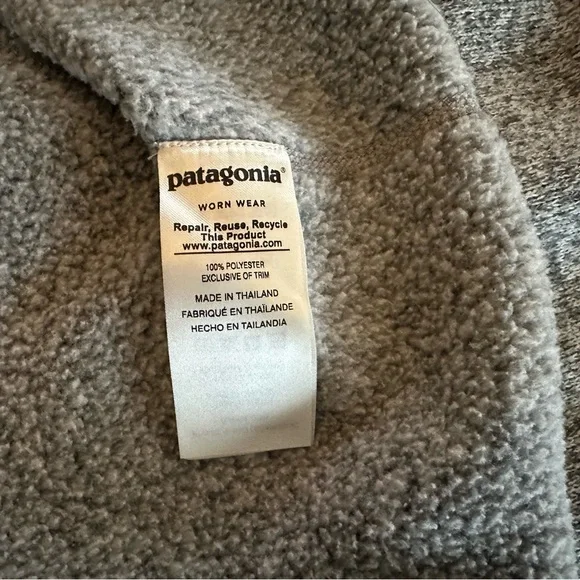 patagonia®
WORN WEAR
Repair, Reuse, Recycle
This Product
www.patagonia.com
100% POLYESTER
EXCLUSIVE OF TRIM
MADE IN THAILAND
FABRIQUÉ EN THAÏLANDE
HECHO EN TAILANDIA